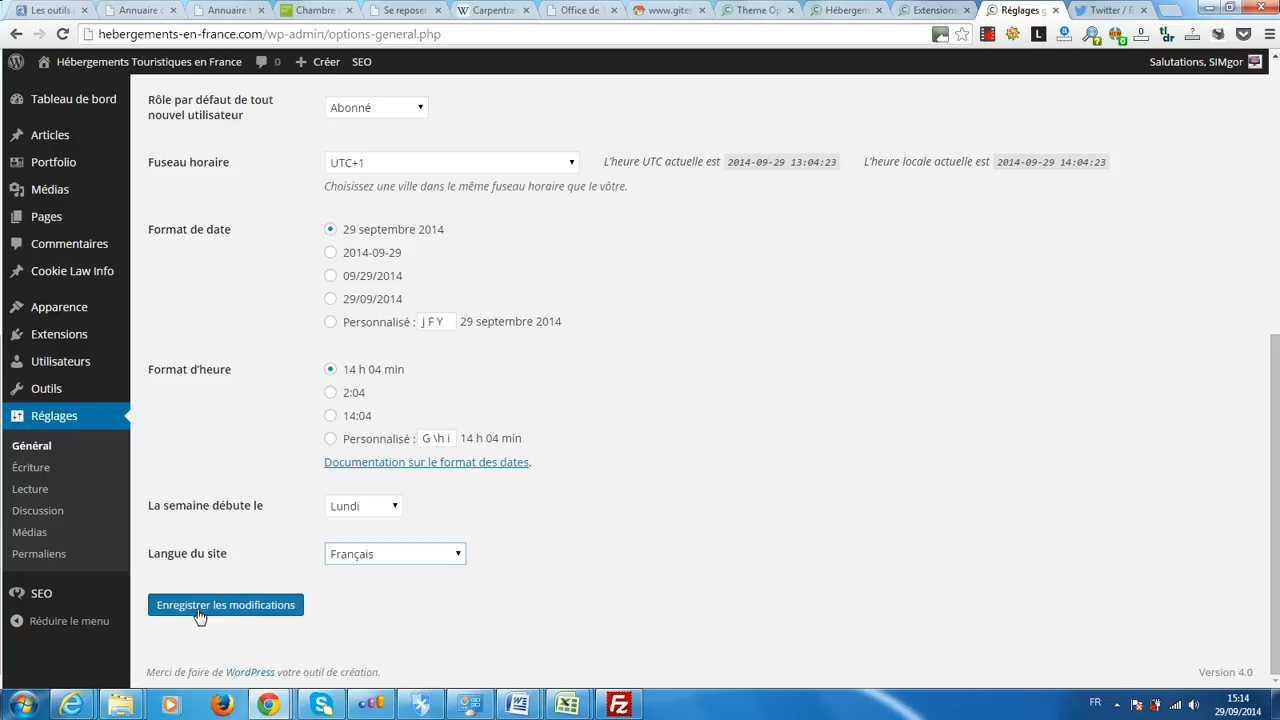 Les outils
Annuaire d
Annuaire t
Chambre
Se reposer
Carpentra
Office de
www.gites
Theme Op
Hébergem
Extensions
Réglages g
Twitter / R
hebergements-en-france.com/wp-admin/options-general.php
Hébergements Touristiques en France 0 Créer SEO Salutations, SIMgor
Tableau de bord
Articles
Portfolio
Médias
Pages
Commentaires
Cookie Law Info
Apparence
Extensions
Utilisateurs
Outils
Réglages
Général
Écriture
Lecture
Discussion
Médias
Permaliens
SEO
Réduire le menu
Rôle par défaut de tout
nouvel utilisateur
Abonné
Fuseau horaire UTC+1 L'heure UTC actuelle est 2014-09-29 13:04:23 L'heure locale actuelle est 2014-09-29 14:04:23
Choisissez une ville dans le même fuseau horaire que le vôtre.
Format de date 29 septembre 2014
2014-09-29
09/29/2014
29/09/2014
Personnalisé : j F Y 29 septembre 2014
Format d'heure 14 h 04 min
2:04
14:04
Personnalisé : G \h i 14 h 04 min
Documentation sur le format des dates.
La semaine débute le Lundi
Langue du site Français
Enregistrer les modifications
Merci de faire de WordPress votre outil de création. Version 4.0
FR 15:14
29/09/2014